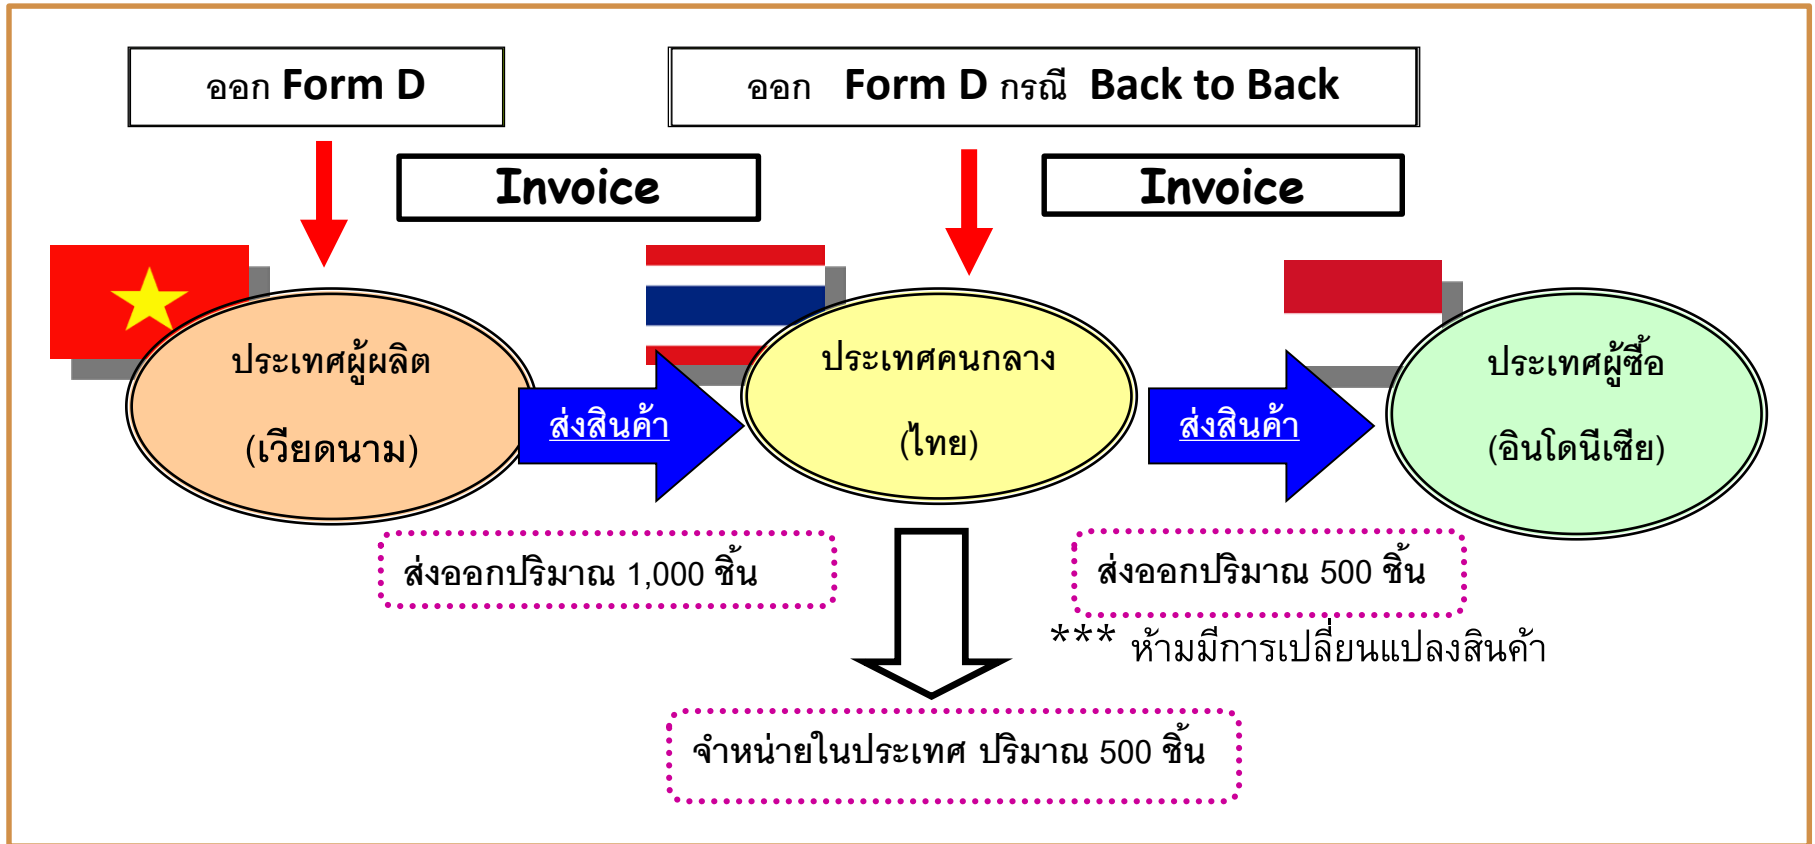 ออก Form D
ออก Form D กรณี Back to Back
Invoice
Invoice
ประเทศผู้ผลิต
(เวียดนาม)
ส่งสินค้า
ประเทศคนกลาง
(ไทย)
ส่งสินค้า
ประเทศผู้ซื้อ
(อินโดนีเซีย)
ส่งออกปริมาณ 1,000 ชิ้น
ส่งออกปริมาณ 500 ชิ้น
*** ห้ามมีการเปลี่ยนแปลงสินค้า
จำหน่ายในประเทศ ปริมาณ 500 ชิ้น